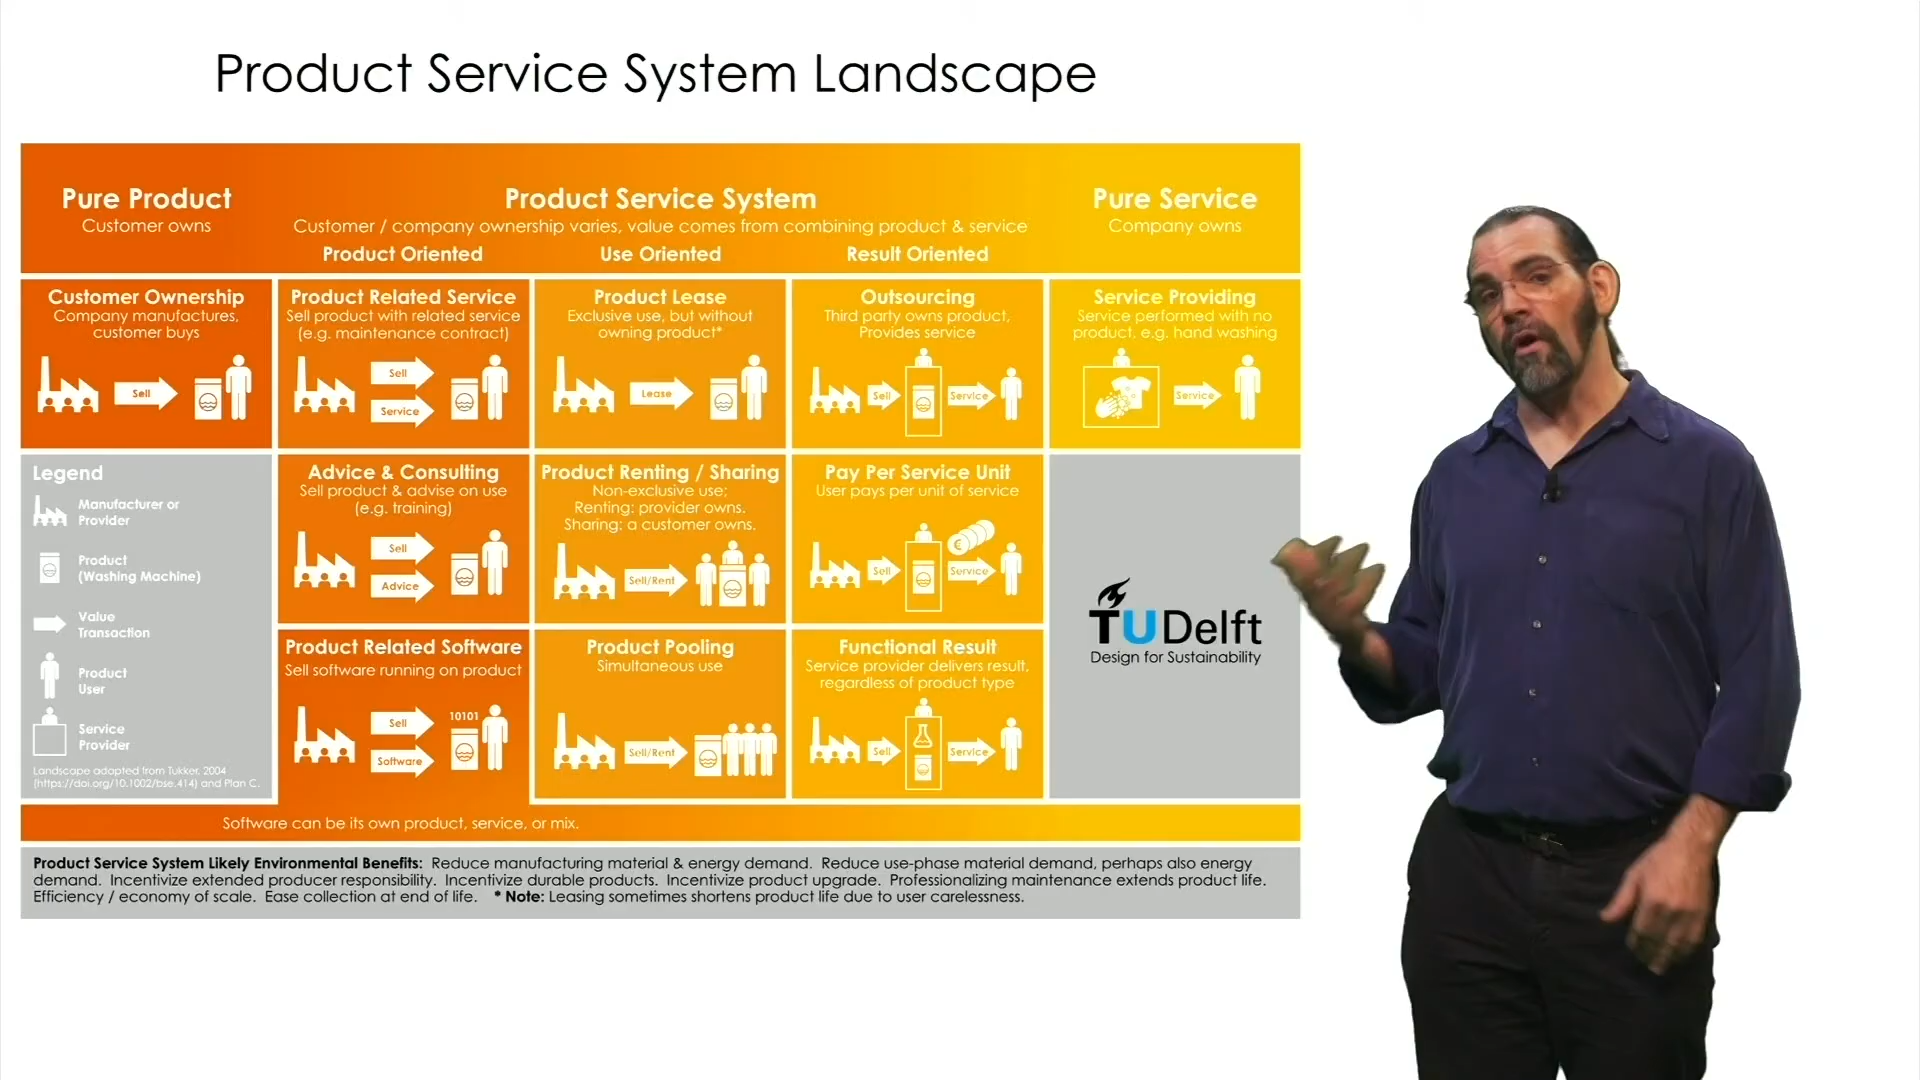 Product Service System Landscape
Pure Product
Customer owns
Product Service System
Customer / company ownership varies, value comes from combining product & service
Product Oriented
Use Oriented
Result Oriented
Pure Service
Company owns
Customer Ownership
Company manufactures,
customer buys
Sell
Product Related Service
Sell product with related service
(e.g. maintenance contract)
Sell
Service
Product Lease
Exclusive use, but without
owning product*
Lease
Outsourcing
Third party owns product,
Provides service
Sell
Service
Service Providing
Service performed with no
product, e.g. hand washing
Service
Legend
Manufacturer or
Provider
Product
(Washing Machine)
Value
Transaction
Product
User
Service
Provider
Landscape adopted from Tukker, 2004
(https://doi.org/10.1002/bse.414) and Plan C.
Advice & Consulting
Sell product & advise on use
(e.g. training)
Sell
Advice
Product Renting / Sharing
Non-exclusive use;
Renting: provider owns.
Sharing: a customer owns.
Sell/Rent
Pay Per Service Unit
User pays per unit of service
€
Sell
Service
Product Related Software
Sell software running on product
Sell
10101
Software
Product Pooling
Simultaneous use
Sell/Rent
Functional Result
Service provider delivers result,
regardless of product type
Sell
Service
TU Delft
Design for Sustainability
Software can be its own product, service, or mix.
Product Service System Likely Environmental Benefits: Reduce manufacturing material & energy demand. Reduce use-phase material demand, perhaps also energy
demand. Incentivize extended producer responsibility. Incentivize durable products. Incentivize product upgrade. Professionalizing maintenance extends product life.
Efficiency / economy of scale. Ease collection at end of life. * Note: Leasing sometimes shortens product life due to user carelessness.